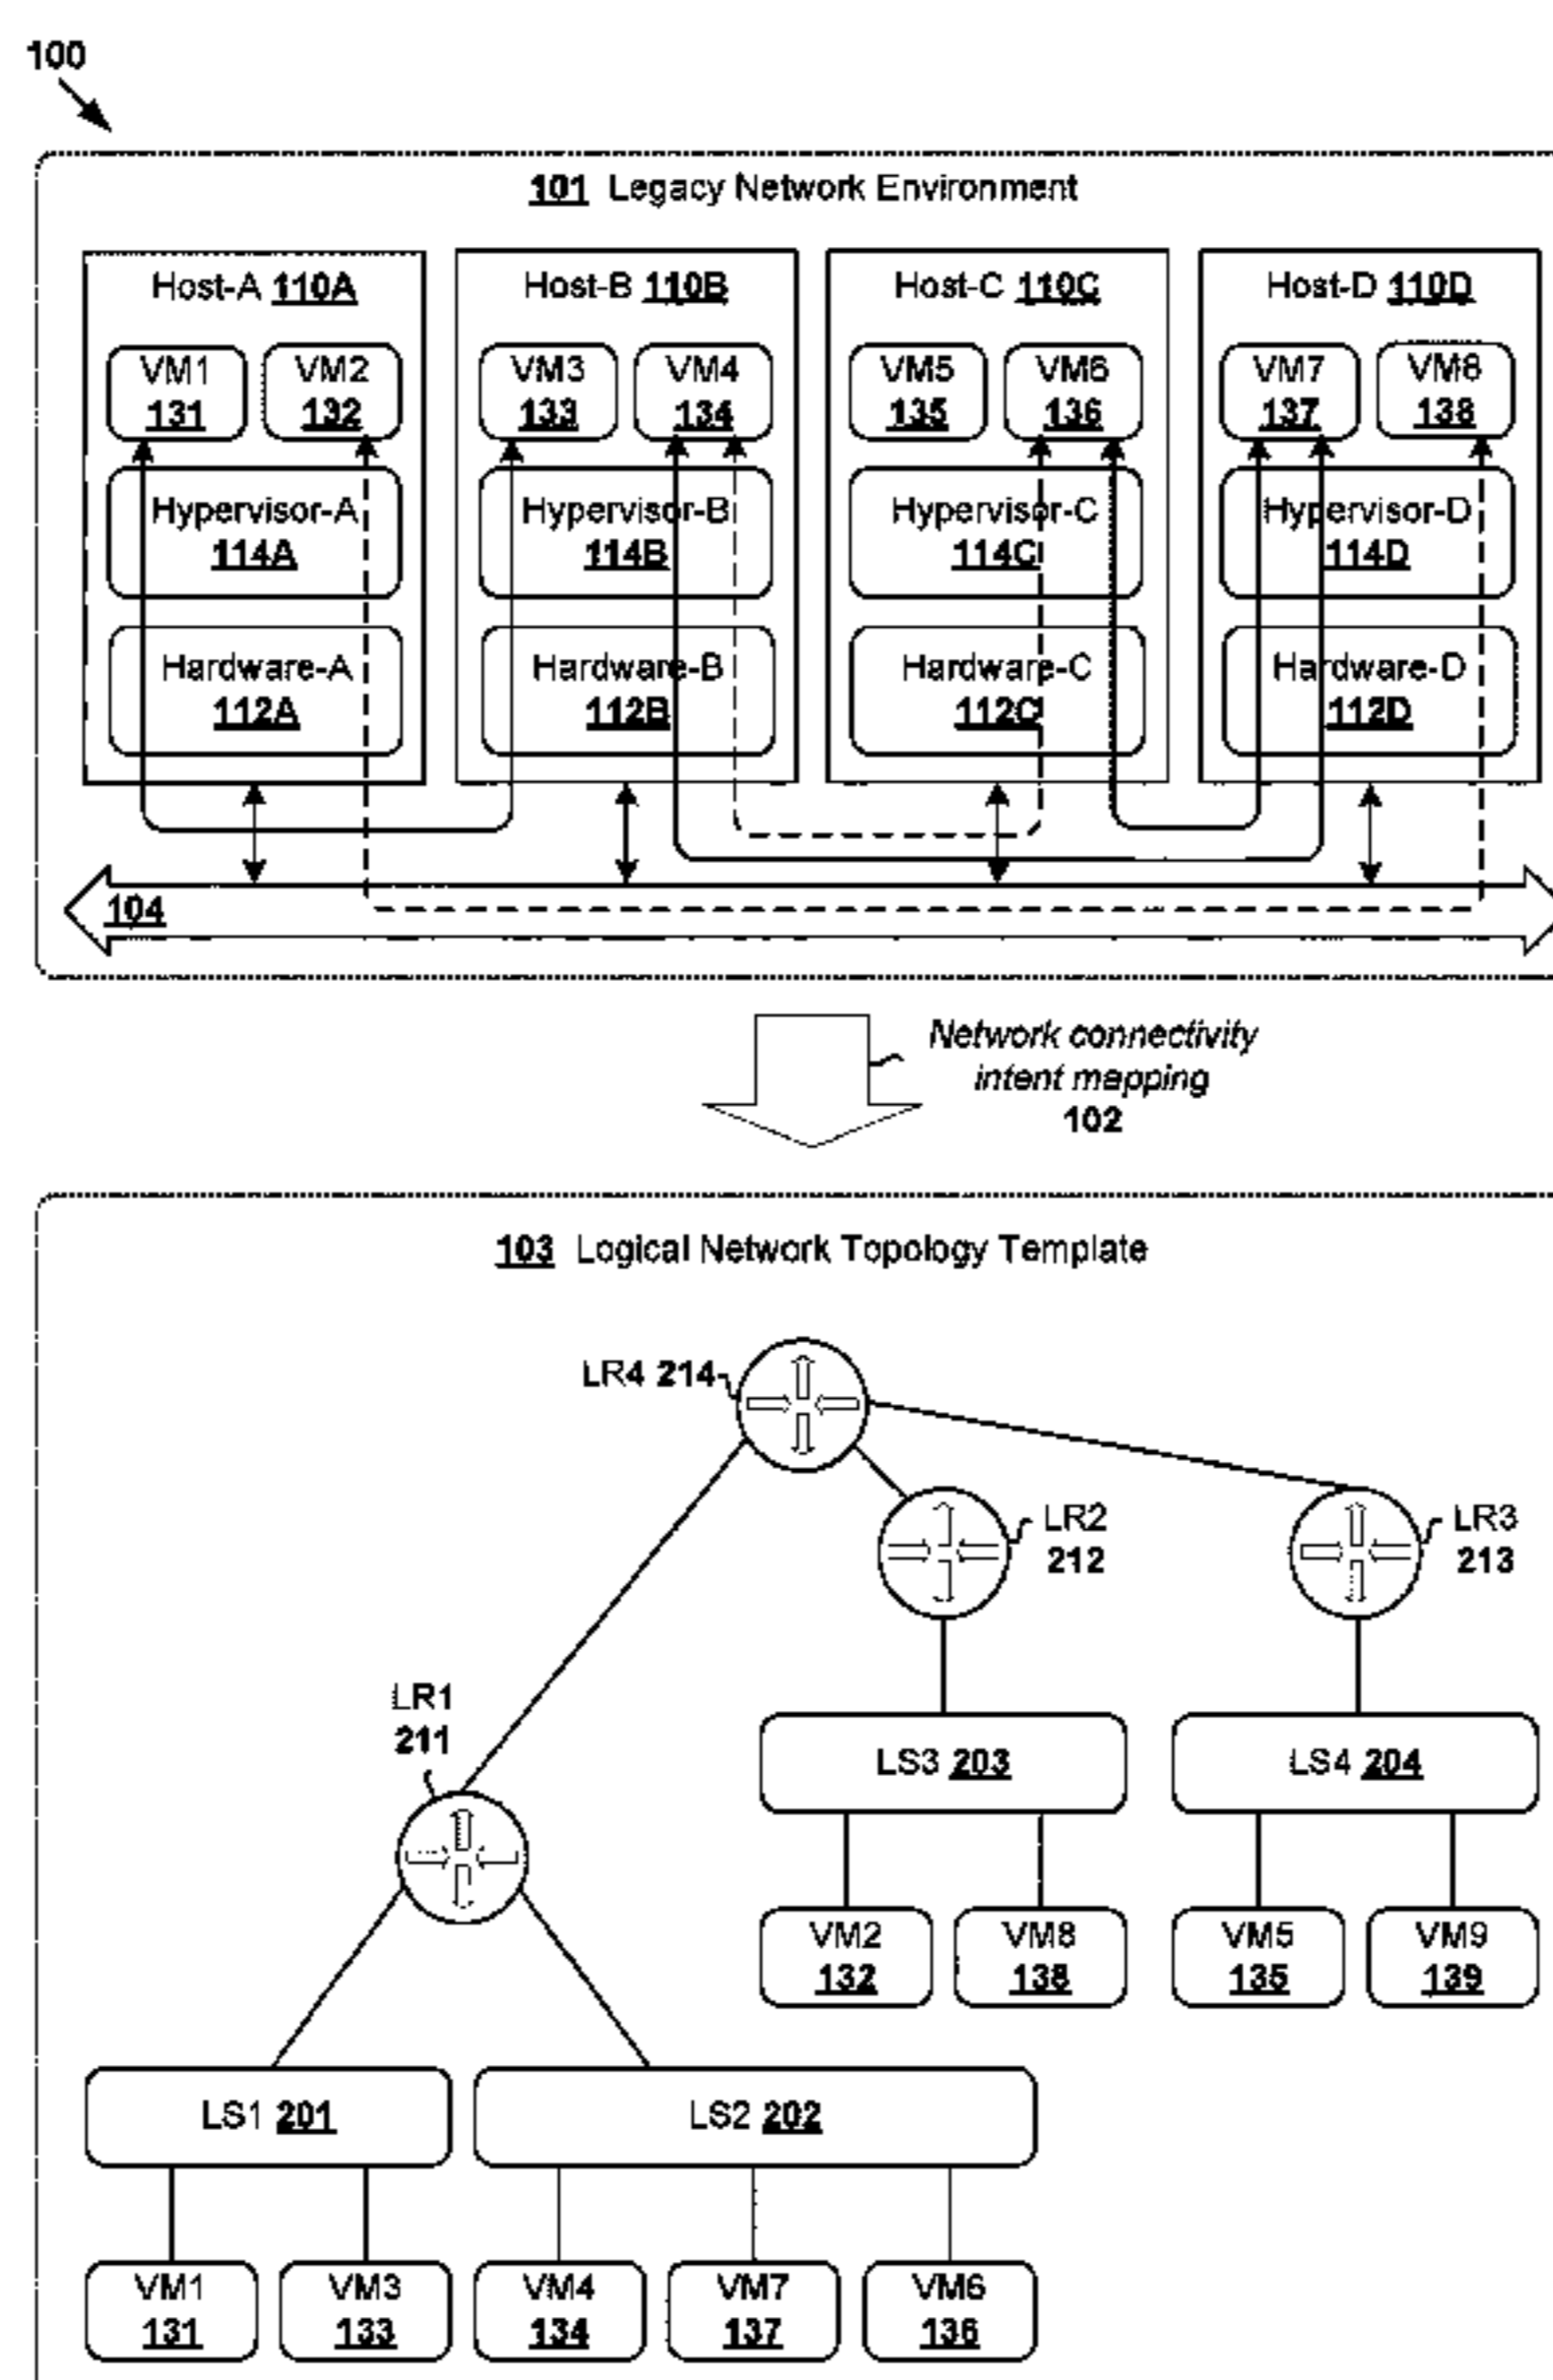 100
101 Legacy Network Environment
Host-A 110A
Host-B 110B
Host-C 110C
Host-D 110D
VM1
131
VM2
132
VM3
133
VM4
134
VM5
135
VM6
136
VM7
137
VM8
138
Hypervisor-A
114A
Hypervisor-B
114B
Hypervisor-C
114C
Hypervisor-D
114D
Hardware-A
112A
Hardware-B
112B
Hardware-C
112C
Hardware-D
112D
104
Network connectivity
intent mapping
102
103 Logical Network Topology Template
LR4 214
LR2
212
LR3
213
LR1
211
LS3 203
LS4 204
VM2
132
VM8
138
VM5
135
VM9
139
LS1 201
LS2 202
VM1
131
VM3
133
VM4
134
VM7
137
VM6
136